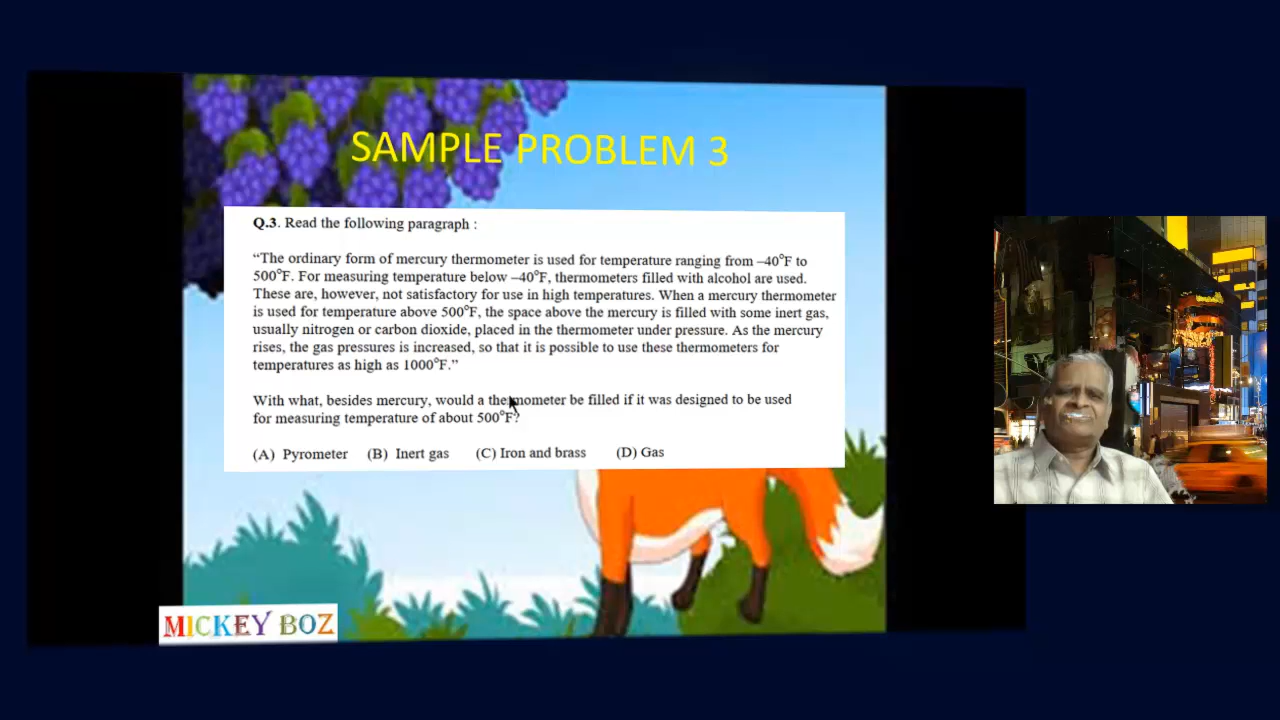 SAMPLE PROBLEM 3
Q.3. Read the following paragraph :
“The ordinary form of mercury thermometer is used for temperature ranging from –40°F to
500°F. For measuring temperature below –40°F, thermometers filled with alcohol are used.
These are, however, not satisfactory for use in high temperatures. When a mercury thermometer
is used for temperature above 500°F, the space above the mercury is filled with some inert gas,
usually nitrogen or carbon dioxide, placed in the thermometer under pressure. As the mercury
rises, the gas pressures is increased, so that it is possible to use these thermometers for
temperatures as high as 1000°F.”
With what, besides mercury, would a thermometer be filled if it was designed to be used
for measuring temperature of about 500°F?
(A) Pyrometer (B) Inert gas (C) Iron and brass (D) Gas
MICKEY BOZ